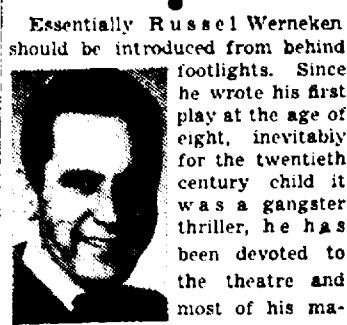 Essentially Russel Werneken
should be introduced from behind
footlights. Since
he wrote his first
play at the age of
eight, inevitably
for the twentieth
century child it
was a gangster
thriller, he has
been devoted to
the theatre and
most of his ma-